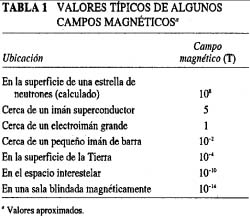 TABLA 1 VALORES TÍPICOS DE ALGUNOS
CAMPOS MAGNÉTICOSª
Campo
Ubicación magnético (T)
En la superficie de una estrella de
neutrones (calculado) 10⁸
Cerca de un imán superconductor 5
Cerca de un electroimán grande 1
Cerca de un pequeño imán de barra 10⁻²
En la superficie de la Tierra 10⁻⁴
En el espacio interestelar 10⁻¹⁰
En una sala blindada magnéticamente 10⁻¹⁴
ª Valores aproximados.